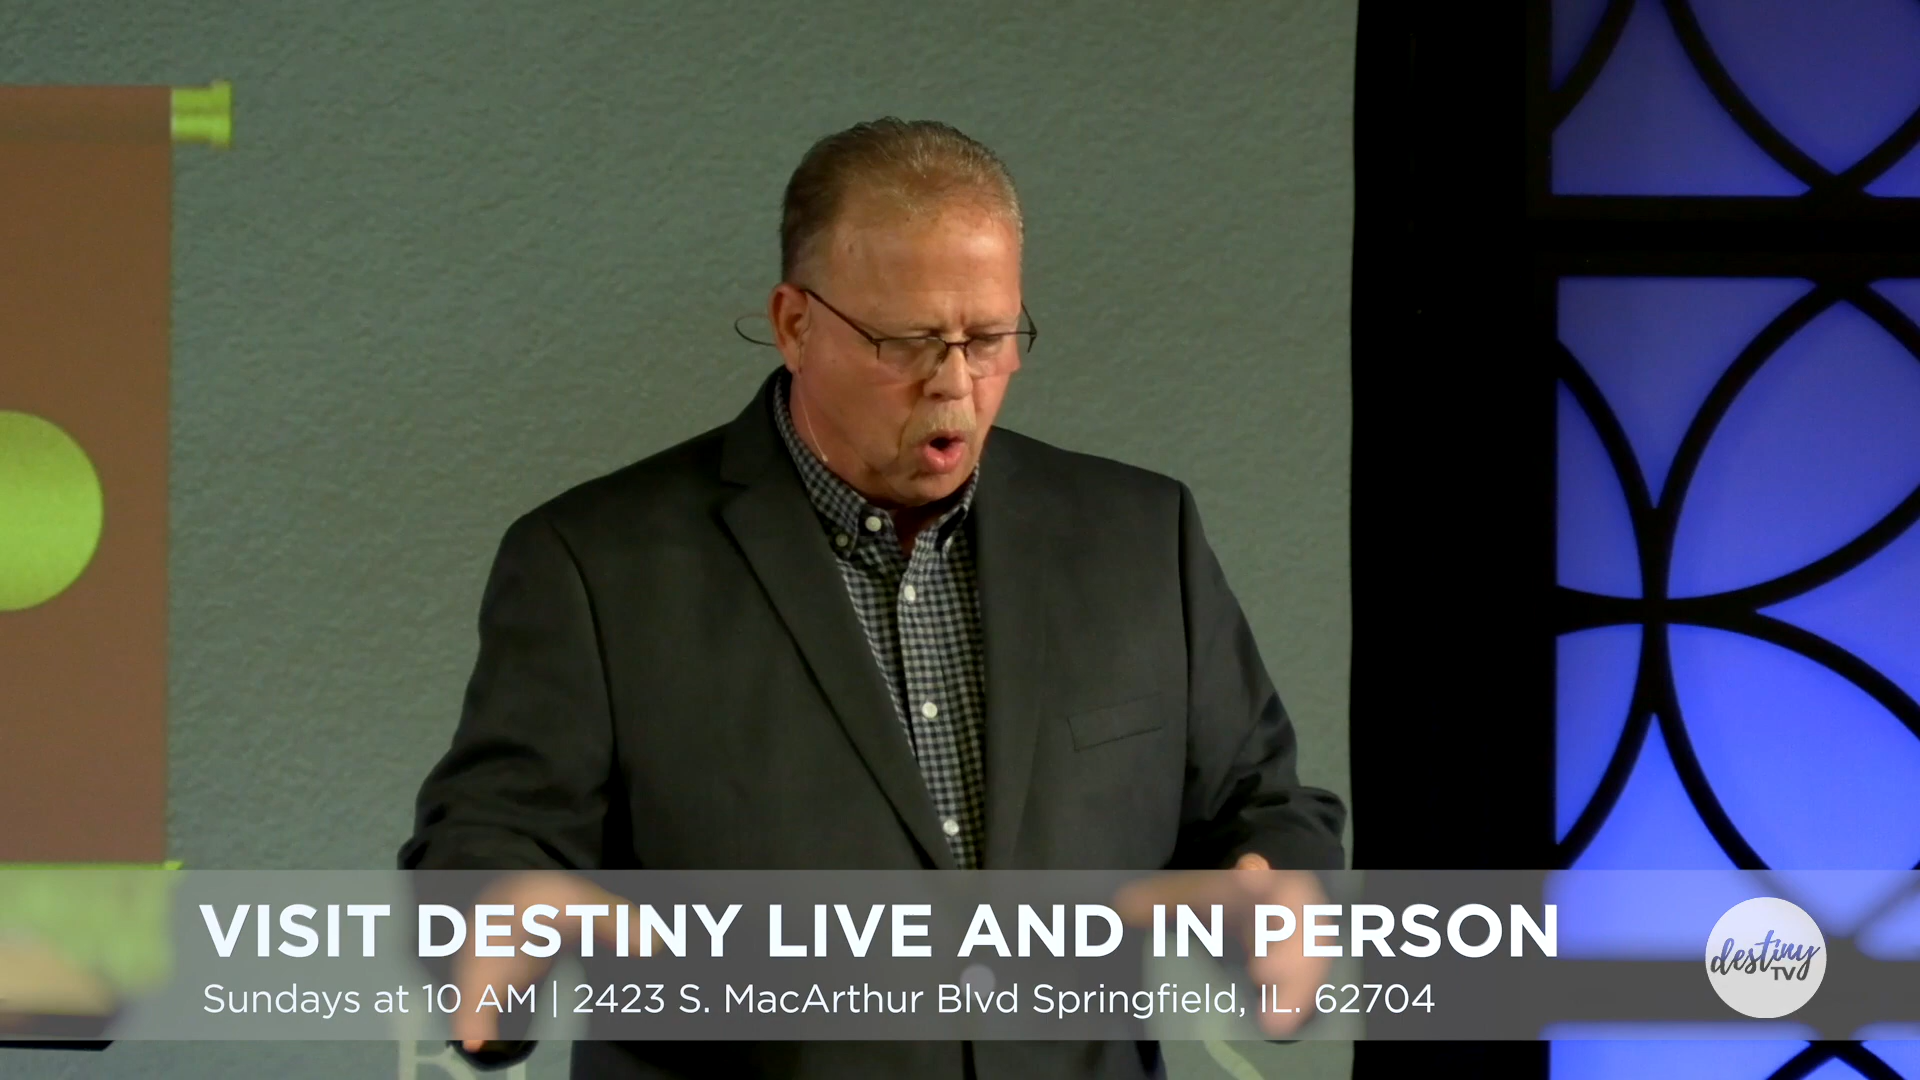 VISIT DESTINY LIVE AND IN PERSON
Sundays at 10 AM | 2423 S. MacArthur Blvd Springfield, IL. 62704
destiny
TV